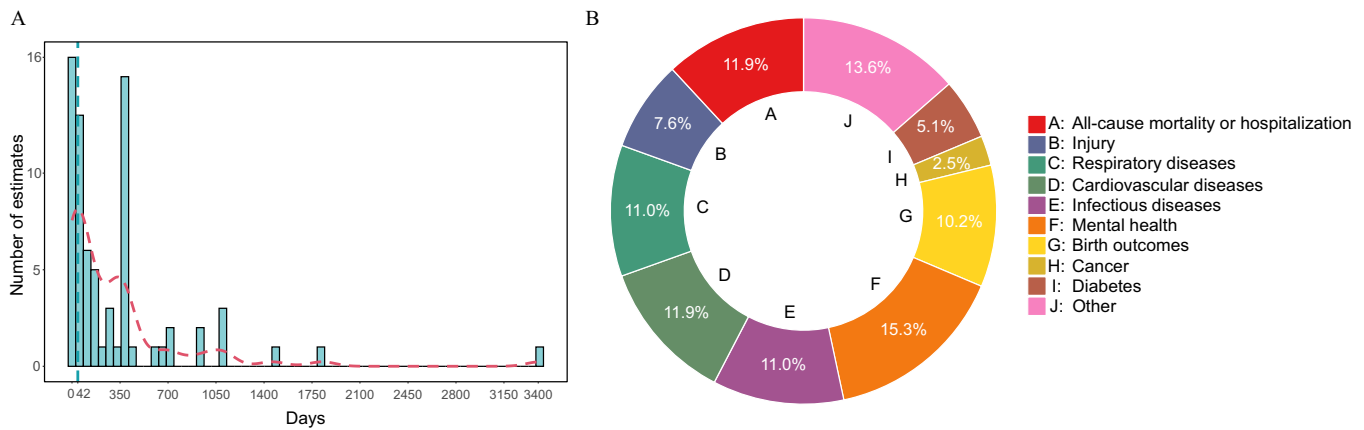 A
Number of estimates
16
10
5
0
0 42 350 700 1050 1400 1750 2100 2450 2800 3150 3400
Days
B
11.9%
13.6%
7.6%
5.1%
2.5%
11.0%
10.2%
11.9%
15.3%
11.0%
A
J
B
I
H
C
G
D
F
E
A: All-cause mortality or hospitalization
B: Injury
C: Respiratory diseases
D: Cardiovascular diseases
E: Infectious diseases
F: Mental health
G: Birth outcomes
H: Cancer
I: Diabetes
J: Other